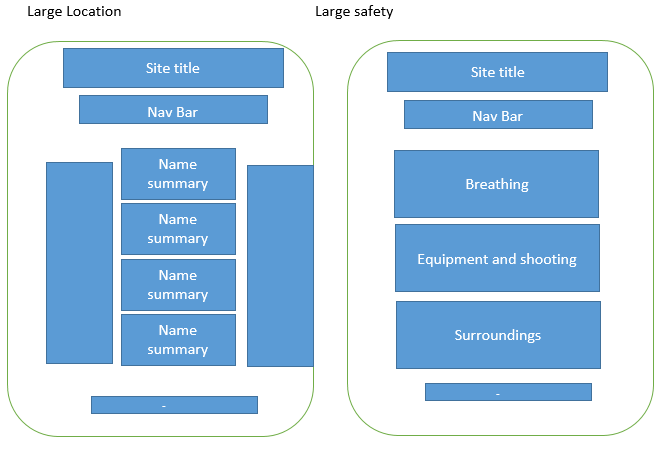 Large Location
Large safety
Site title
Nav Bar
Name
summary
Name
summary
Name
summary
Name
summary
-
Site title
Nav Bar
Breathing
Equipment and shooting
Surroundings
-